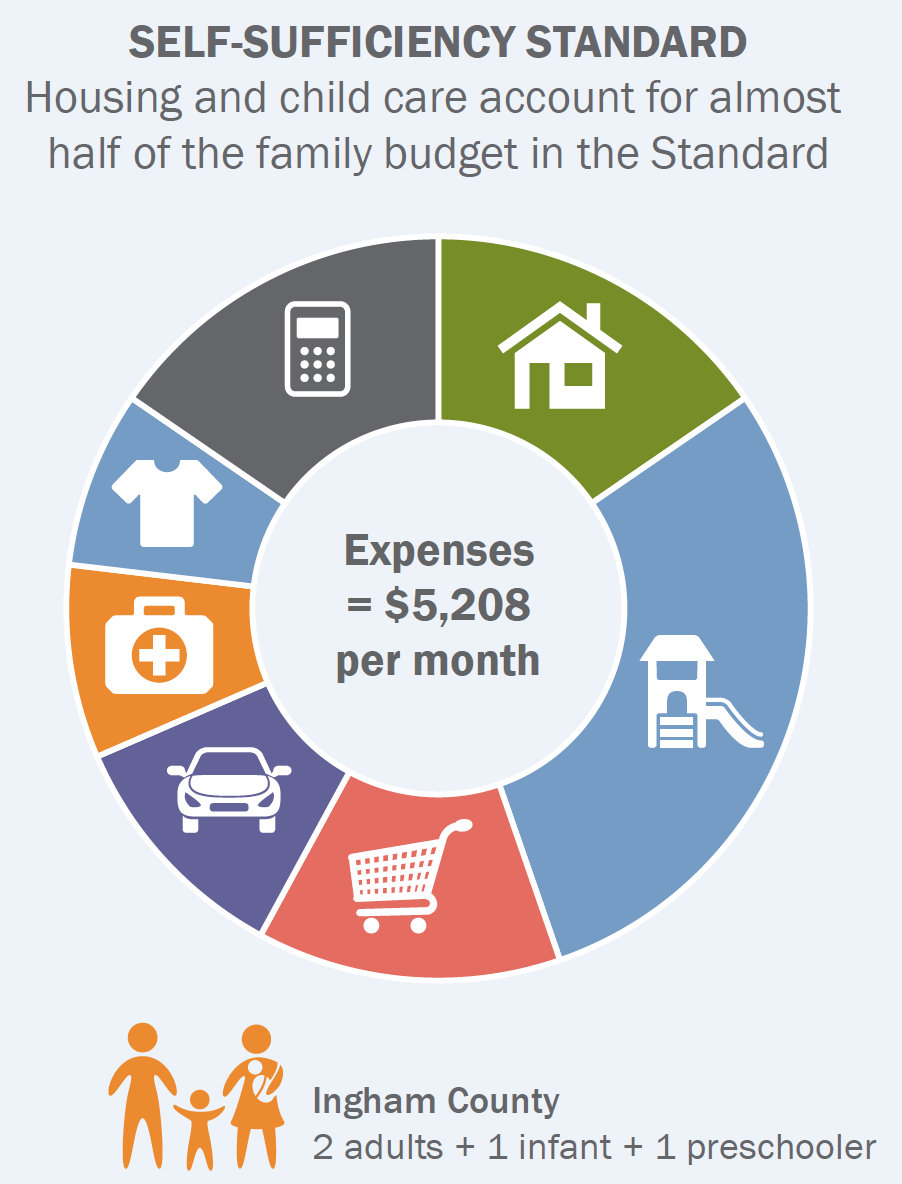 SELF-SUFFICIENCY STANDARD
Housing and child care account for almost
half of the family budget in the Standard
Expenses
= $5,208
per month
Ingham County
2 adults + 1 infant + 1 preschooler